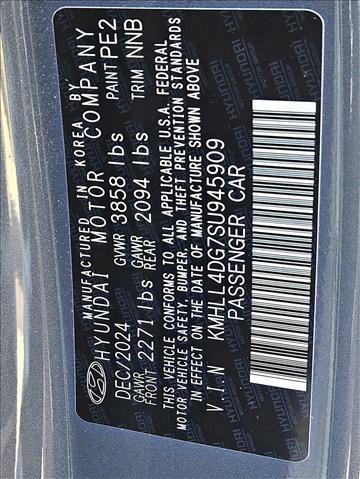 MANUFACTURED IN KOREA BY
HYUNDAI MOTOR COMPANY
DEC/2024 GVWR 3858 lbs PAINT PE2
GAWR FRONT 2271 lbs GAWR REAR 2094 lbs TRIM NNB
THIS VEHICLE CONFORMS TO ALL APPLICABLE U.S.A. FEDERAL
MOTOR VEHICLE SAFETY, BUMPER, AND THEFT PREVENTION STANDARDS
IN EFFECT ON THE DATE OF MANUFACTURE SHOWN ABOVE
V.I.N KMHLL4DG7SU945909
PASSENGER CAR